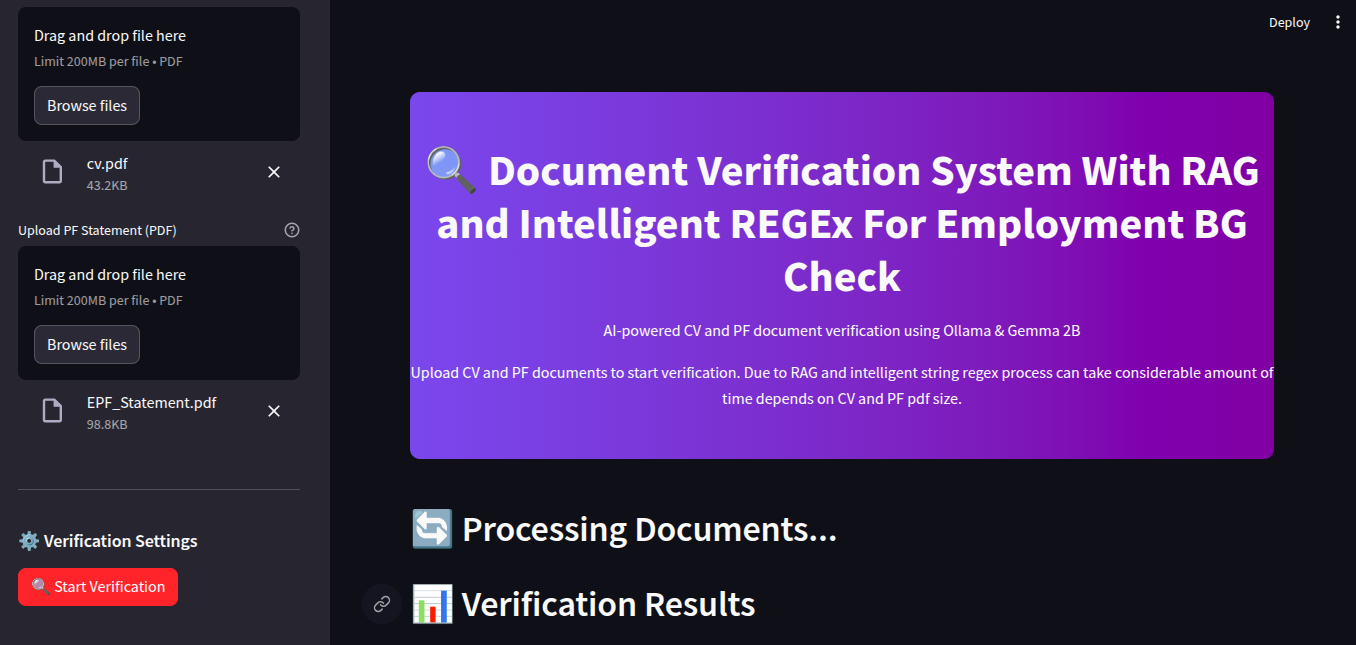 Drag and drop file here
Limit 200MB per file • PDF
Browse files
cv.pdf
43.2KB
Upload PF Statement (PDF)
Drag and drop file here
Limit 200MB per file • PDF
Browse files
EPF_Statement.pdf
98.8KB
Verification Settings
Start Verification
Deploy
Document Verification System With RAG
and Intelligent REGEx For Employment BG
Check
AI-powered CV and PF document verification using Ollama & Gemma 2B
Upload CV and PF documents to start verification. Due to RAG and intelligent string regex process can take considerable amount of
time depends on CV and PF pdf size.
Processing Documents...
Verification Results